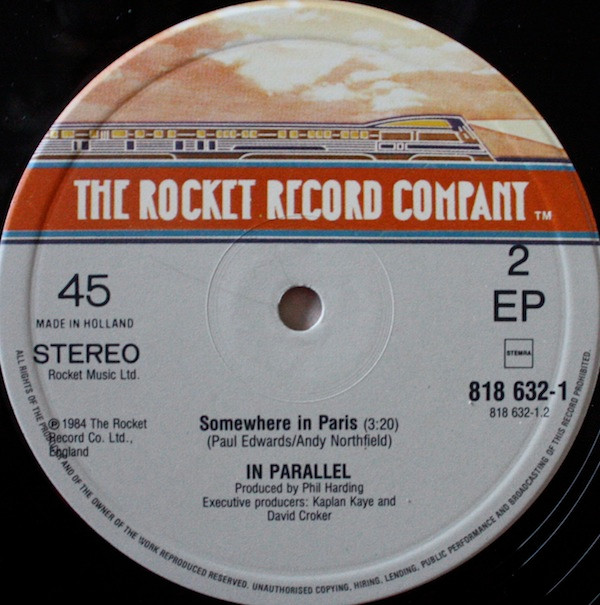 THE ROCKET RECORD COMPANY TM
45
MADE IN HOLLAND
STEREO
Rocket Music Ltd.
℗ 1984 The Rocket
Record Co. Ltd.,
England
2
EP
STEMRA
818 632-1
818 632-1.2
Somewhere in Paris (3:20)
(Paul Edwards/Andy Northfield)
IN PARALLEL
Produced by Phil Harding
Executive producers: Kaplan Kaye and
David Croker
ALL RIGHTS OF THE PRODUCER AND OF THE OWNER OF THE WORK REPRODUCED RESERVED. UNAUTHORISED COPYING, HIRING, LENDING, PUBLIC PERFORMANCE AND BROADCASTING OF THIS RECORD PROHIBITED.